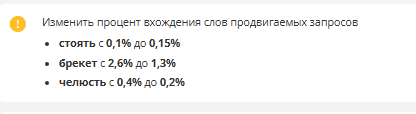 Изменить процент вхождения слов продвигаемых запросов
• стоять с 0,1% до 0,15%
• брекет с 2,6% до 1,3%
• челюсть с 0,4% до 0,2%